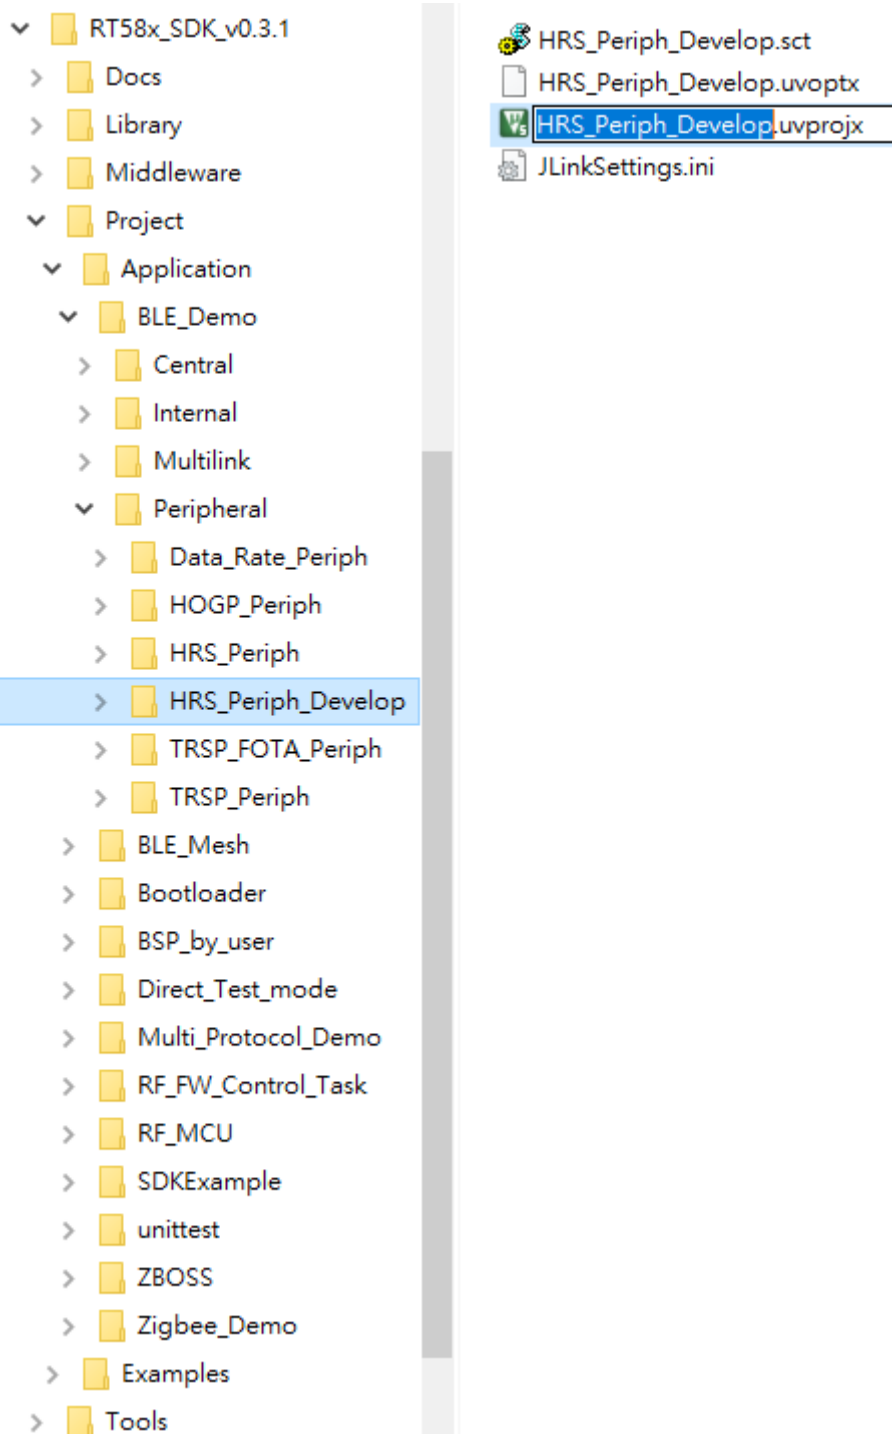 RT58x_SDK_v0.3.1
Docs
Library
Middleware
Project
Application
BLE_Demo
Central
Internal
Multilink
Peripheral
Data_Rate_Periph
HOGP_Periph
HRS_Periph
HRS_Periph_Develop
TRSP_FOTA_Periph
TRSP_Periph
BLE_Mesh
Bootloader
BSP_by_user
Direct_Test_mode
Multi_Protocol_Demo
RF_FW_Control_Task
RF_MCU
SDKExample
unittest
ZBOSS
Zigbee_Demo
Examples
Tools
HRS_Periph_Develop.sct
HRS_Periph_Develop.uvoptx
HRS_Periph_Develop.uvprojx
JLinkSettings.ini